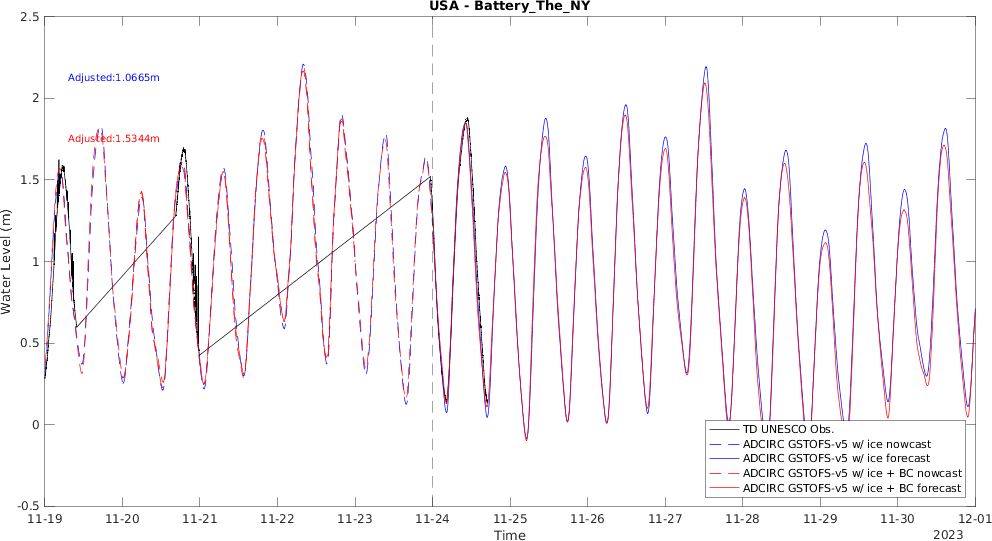 USA - Battery_The_NY
2.5
2
1.5
1
0.5
0
-0.5
Water Level (m)
Adjusted:1.0665m
Adjusted:1.5344m
TD UNESCO Obs.
ADCIRC GSTOFS-v5 w/ ice nowcast
ADCIRC GSTOFS-v5 w/ ice forecast
ADCIRC GSTOFS-v5 w/ ice + BC nowcast
ADCIRC GSTOFS-v5 w/ ice + BC forecast
11-19 11-20 11-21 11-22 11-23 11-24 11-25 11-26 11-27 11-28 11-29 11-30 12-01
Time
2023